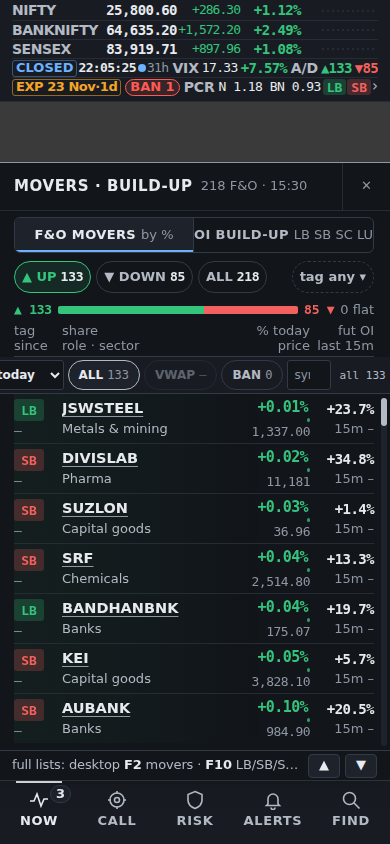 NIFTY 25,800.60 +286.30 +1.12%
BANKNIFTY 64,635.20 +1,572.20 +2.49%
SENSEX 83,919.71 +897.96 +1.08%
CLOSED 22:05:25 31h VIX 17.33 +7.57% A/D ▲133 ▼85
EXP 23 Nov·1d BAN 1 PCR N 1.18 BN 0.93 LB SB ›
MOVERS · BUILD-UP 218 F&O · 15:30 ×
F&O MOVERS by % OI BUILD-UP LB SB SC LU
▲ UP 133 ▼ DOWN 85 ALL 218 tag any ▾
▲ 133 85 ▼ 0 flat
tag share % today fut OI
since role · sector price last 15m
today ALL 133 VWAP – BAN 0 all 133
LB JSWSTEEL +0.01% +23.7%
– Metals & mining 1,337.00 15m –
SB DIVISLAB +0.02% +34.8%
– Pharma 11,181 15m –
SB SUZLON +0.03% +1.4%
– Capital goods 36.96 15m –
SB SRF +0.04% +13.3%
– Chemicals 2,514.80 15m –
LB BANDHANBNK +0.04% +19.7%
– Banks 175.07 15m –
SB KEI +0.05% +5.7%
– Capital goods 3,828.10 15m –
SB AUBANK +0.10% +20.5%
– Banks 984.90 15m –
full lists: desktop F2 movers · F10 LB/SB/S… ▲ ▼
3
NOW CALL RISK ALERTS FIND